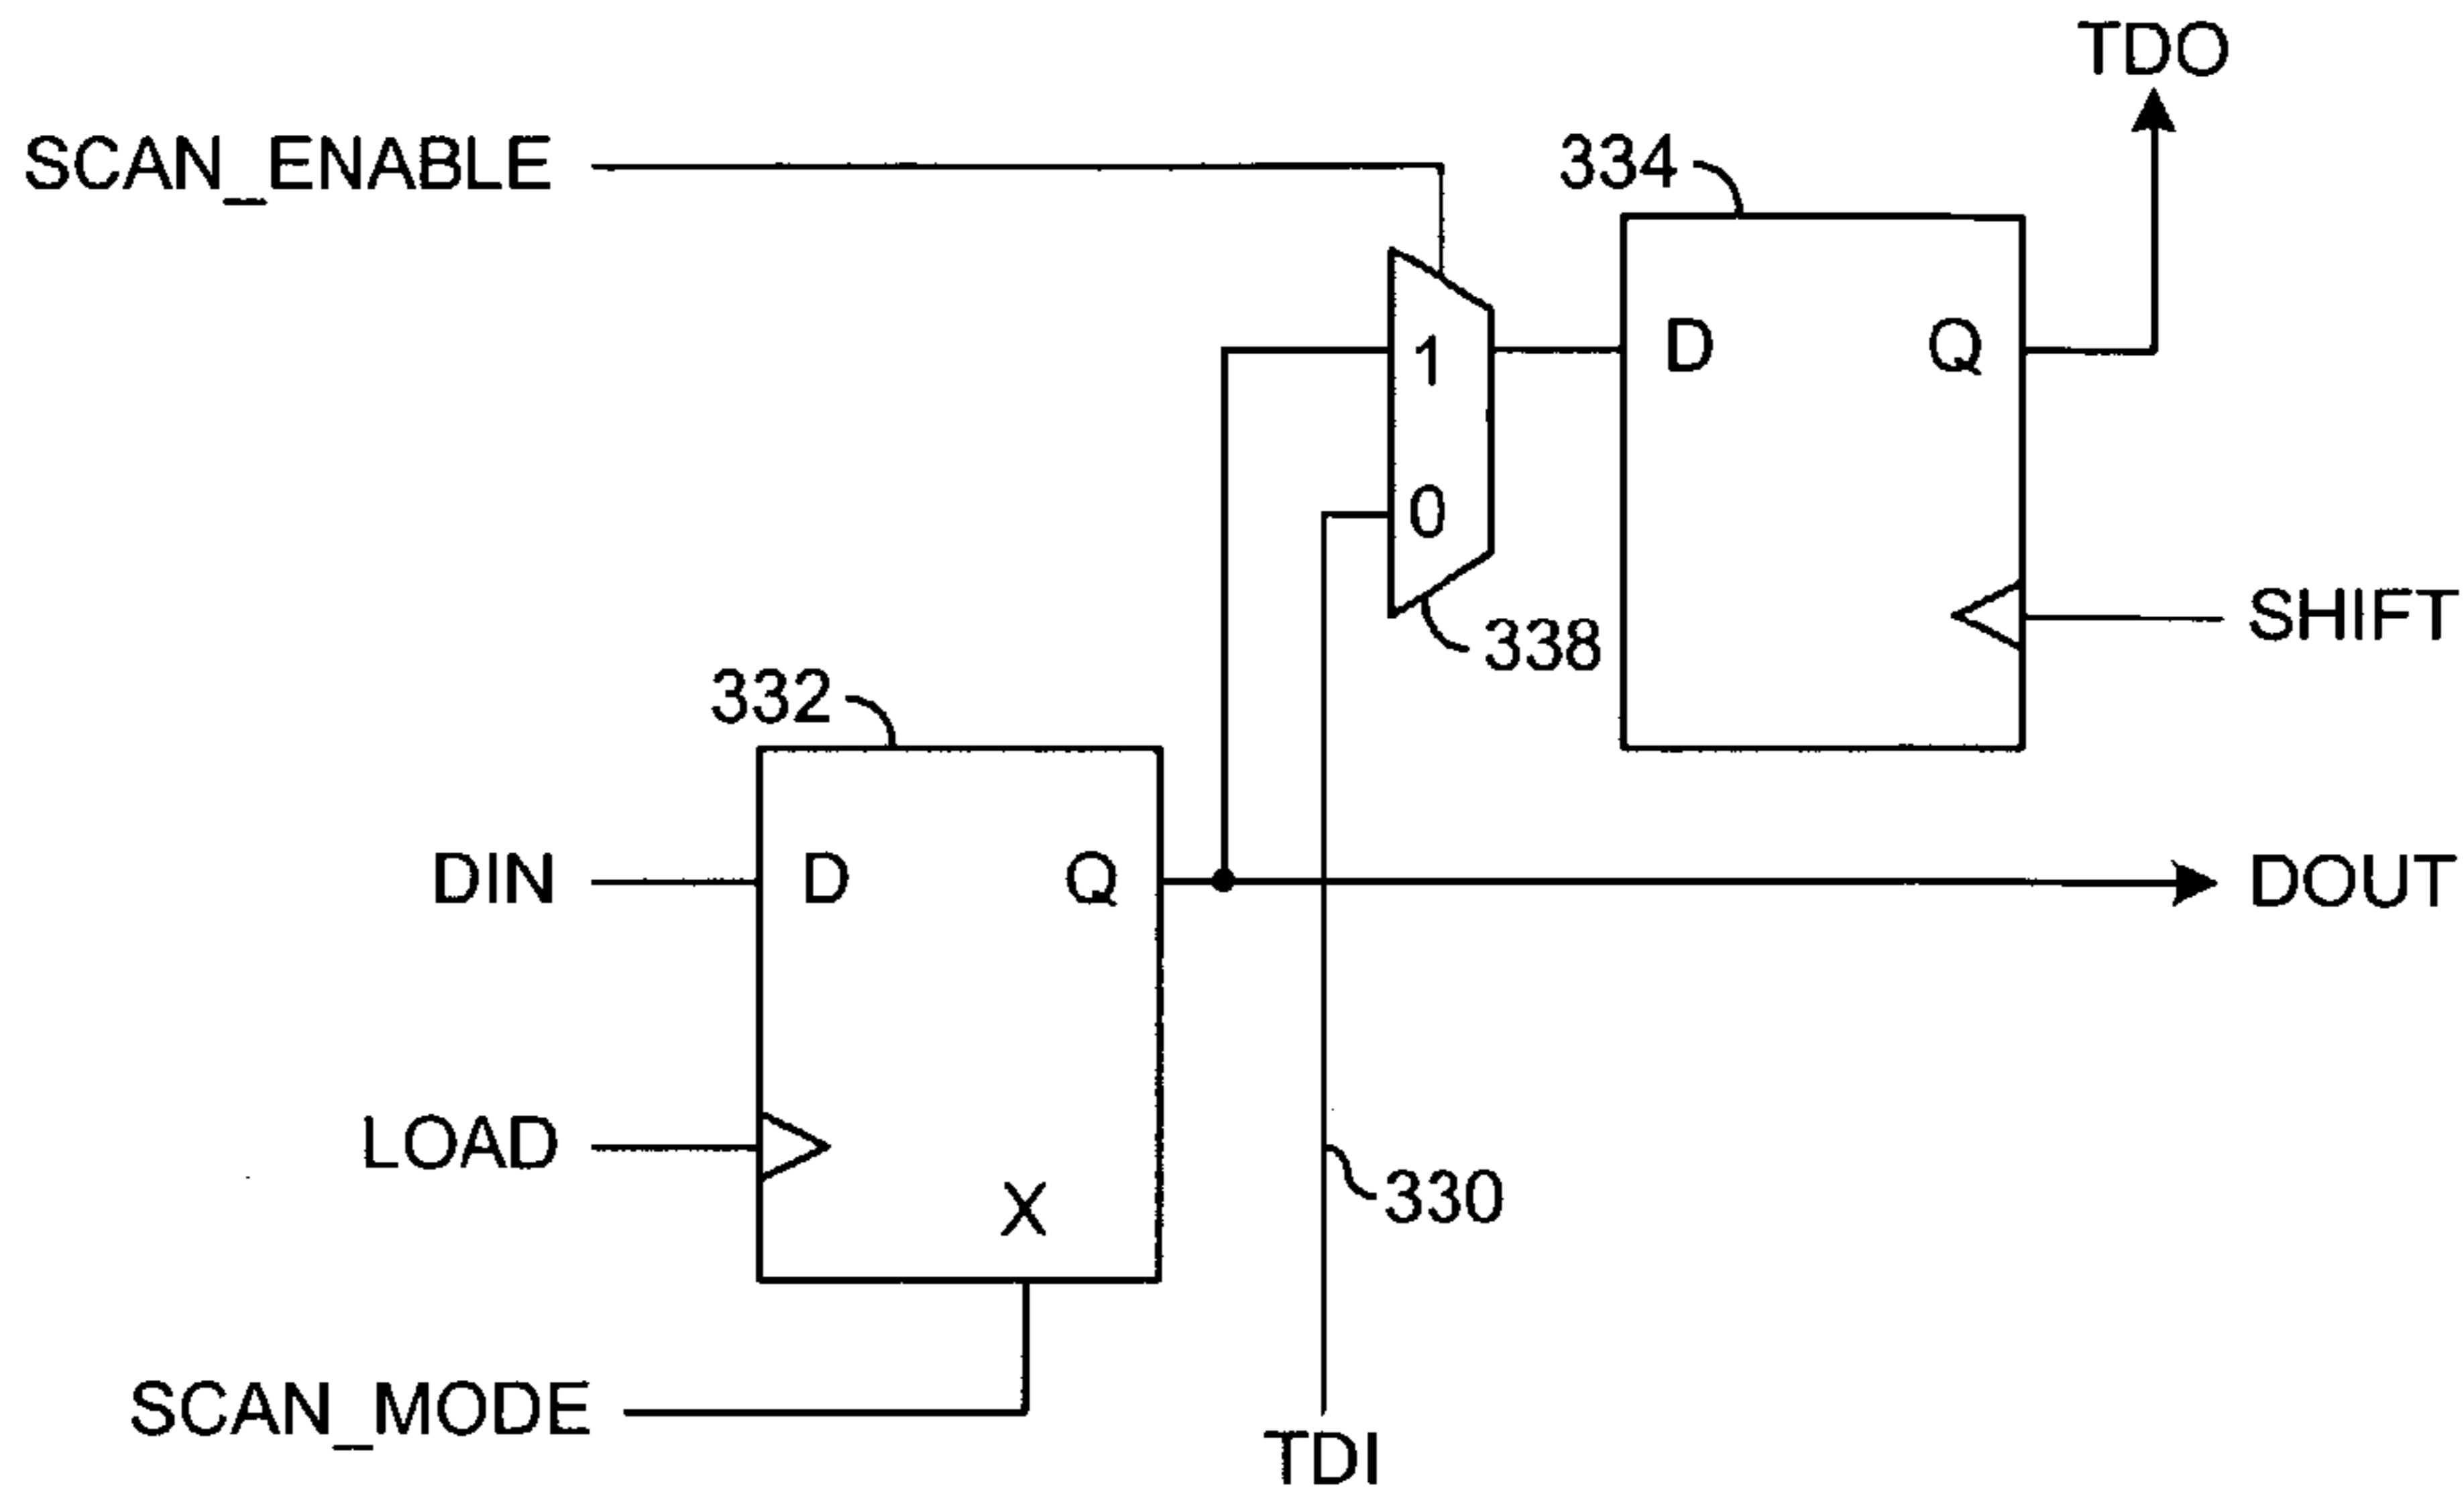 TDO
SCAN_ENABLE
334
1
D
Q
0
SHIFT
338
332
DIN
D
Q
DOUT
LOAD
X
330
SCAN_MODE
TDI